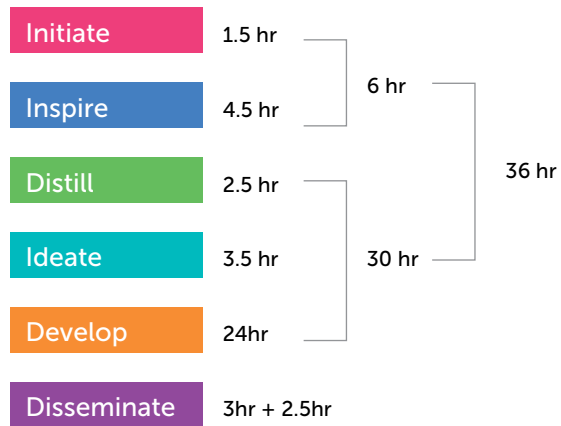 Initiate 1.5 hr
Inspire 4.5 hr
6 hr
Distill 2.5 hr
36 hr
Ideate 3.5 hr
30 hr
Develop 24hr
Disseminate 3hr + 2.5hr